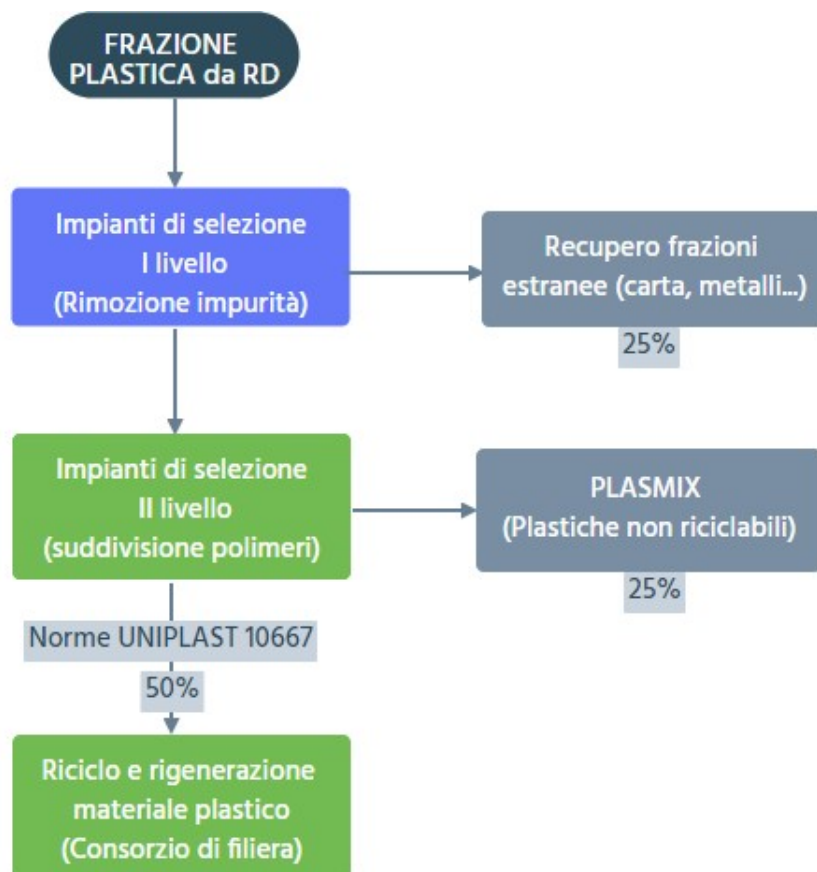 FRAZIONE
PLASTICA da RD
Impianti di selezione
I livello
(Rimozione impurità)
Recupero frazioni
estranee (carta, metalli...)
25%
Impianti di selezione
II livello
(suddivisione polimeri)
PLASMIX
(Plastiche non riciclabili)
25%
Norme UNIPLAST 10667
50%
Riciclo e rigenerazione
materiale plastico
(Consorzio di filiera)